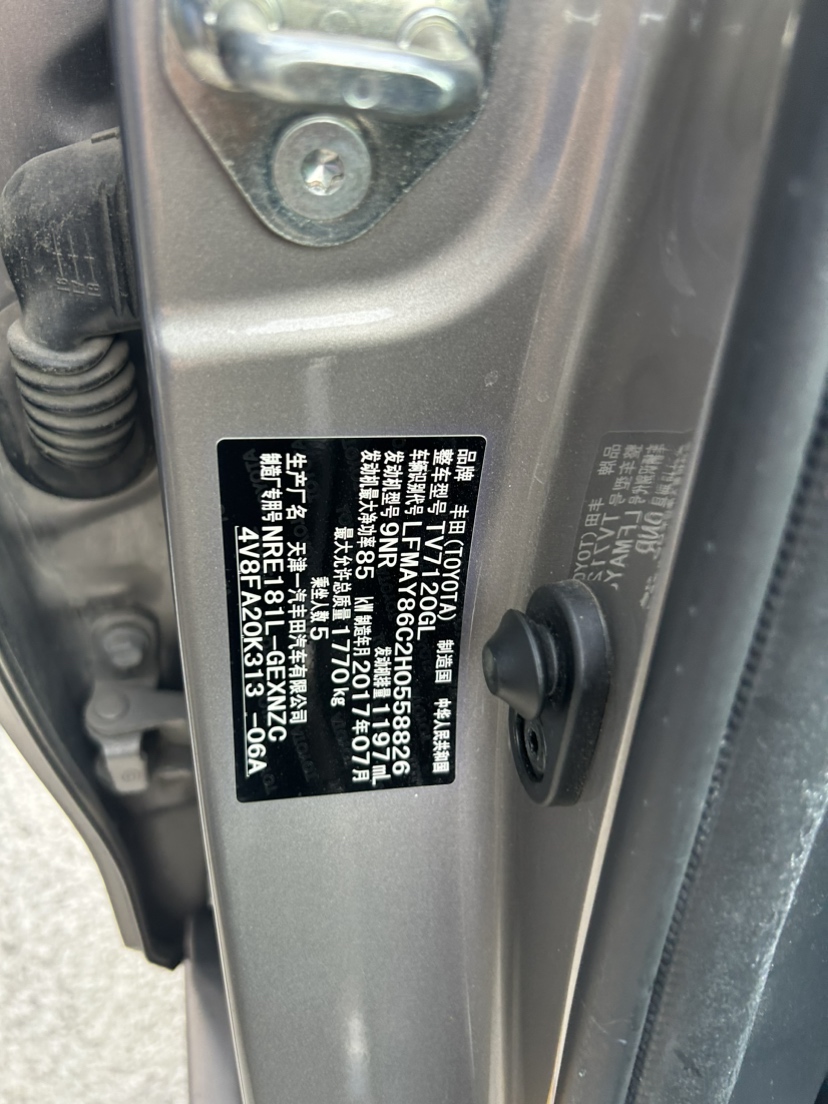 品牌 丰田(TOYOTA) 制造国 中华人民共和国
整车型号 TV7120GL
车辆识别代号 LFMAY86C2H0558826
发动机型号 9NR 发动机排量 1197mL
发动机最大净功率 85 kW 制造年月 2017年07月
最大允许总质量 1770kg
乘坐人数 5
生产厂名 天津一汽丰田汽车有限公司
制造厂专用号 NRE181L-GEXNZC
4V8FA20K313 -06A